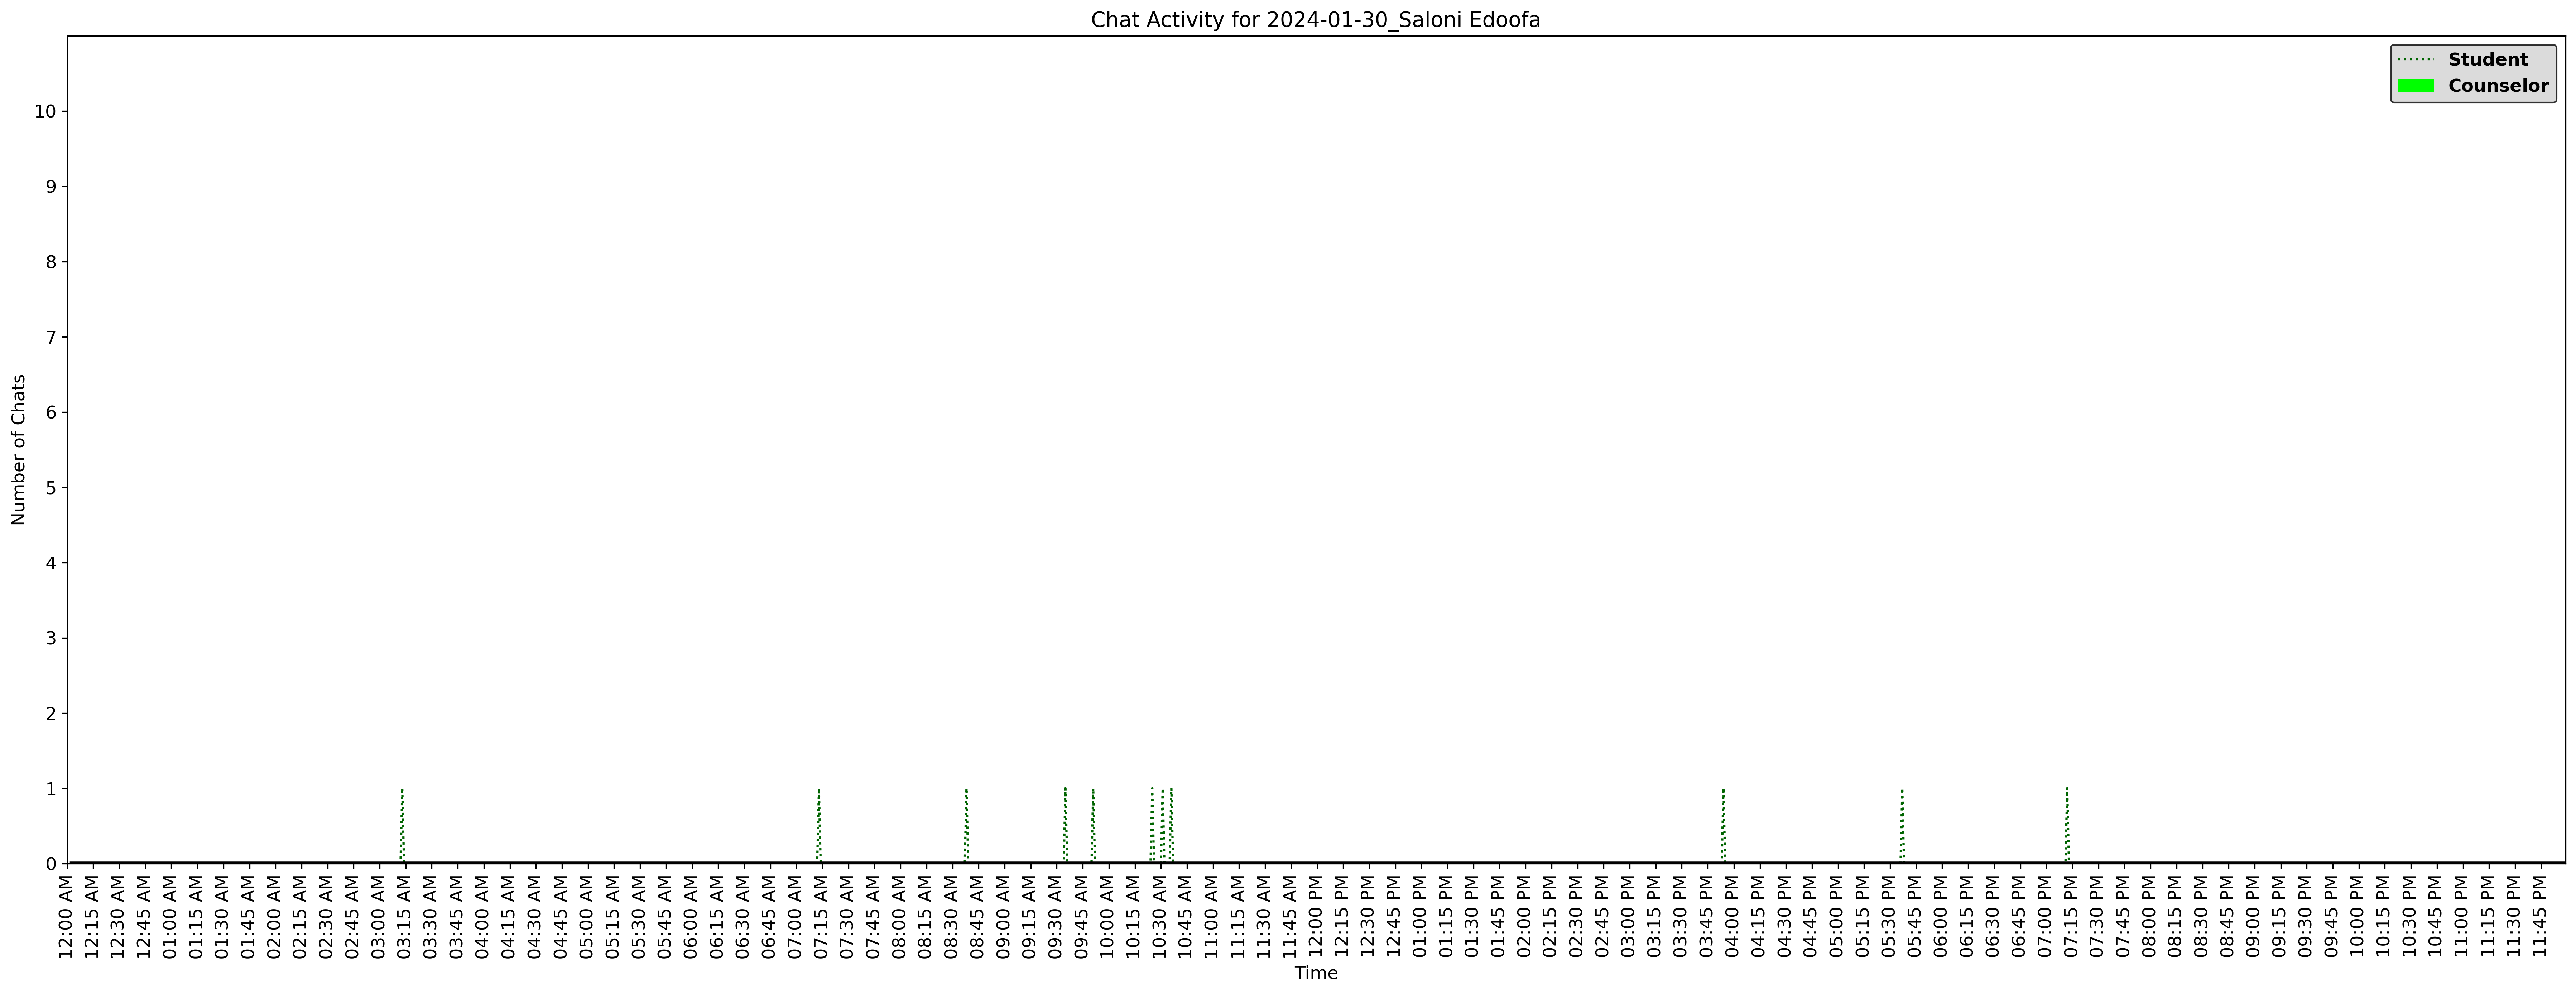 Chat Activity for 2024-01-30_Saloni Edoofa
Student
Counselor
Number of Chats
10
9
8
7
6
5
4
3
2
1
0
12:00 AM
12:15 AM
12:30 AM
12:45 AM
01:00 AM
01:15 AM
01:30 AM
01:45 AM
02:00 AM
02:15 AM
02:30 AM
02:45 AM
03:00 AM
03:15 AM
03:30 AM
03:45 AM
04:00 AM
04:15 AM
04:30 AM
04:45 AM
05:00 AM
05:15 AM
05:30 AM
05:45 AM
06:00 AM
06:15 AM
06:30 AM
06:45 AM
07:00 AM
07:15 AM
07:30 AM
07:45 AM
08:00 AM
08:15 AM
08:30 AM
08:45 AM
09:00 AM
09:15 AM
09:30 AM
09:45 AM
10:00 AM
10:15 AM
10:30 AM
10:45 AM
11:00 AM
11:15 AM
11:30 AM
11:45 AM
12:00 PM
12:15 PM
12:30 PM
12:45 PM
01:00 PM
01:15 PM
01:30 PM
01:45 PM
02:00 PM
02:15 PM
02:30 PM
02:45 PM
03:00 PM
03:15 PM
03:30 PM
03:45 PM
04:00 PM
04:15 PM
04:30 PM
04:45 PM
05:00 PM
05:15 PM
05:30 PM
05:45 PM
06:00 PM
06:15 PM
06:30 PM
06:45 PM
07:00 PM
07:15 PM
07:30 PM
07:45 PM
08:00 PM
08:15 PM
08:30 PM
08:45 PM
09:00 PM
09:15 PM
09:30 PM
09:45 PM
10:00 PM
10:15 PM
10:30 PM
10:45 PM
11:00 PM
11:15 PM
11:30 PM
11:45 PM
Time